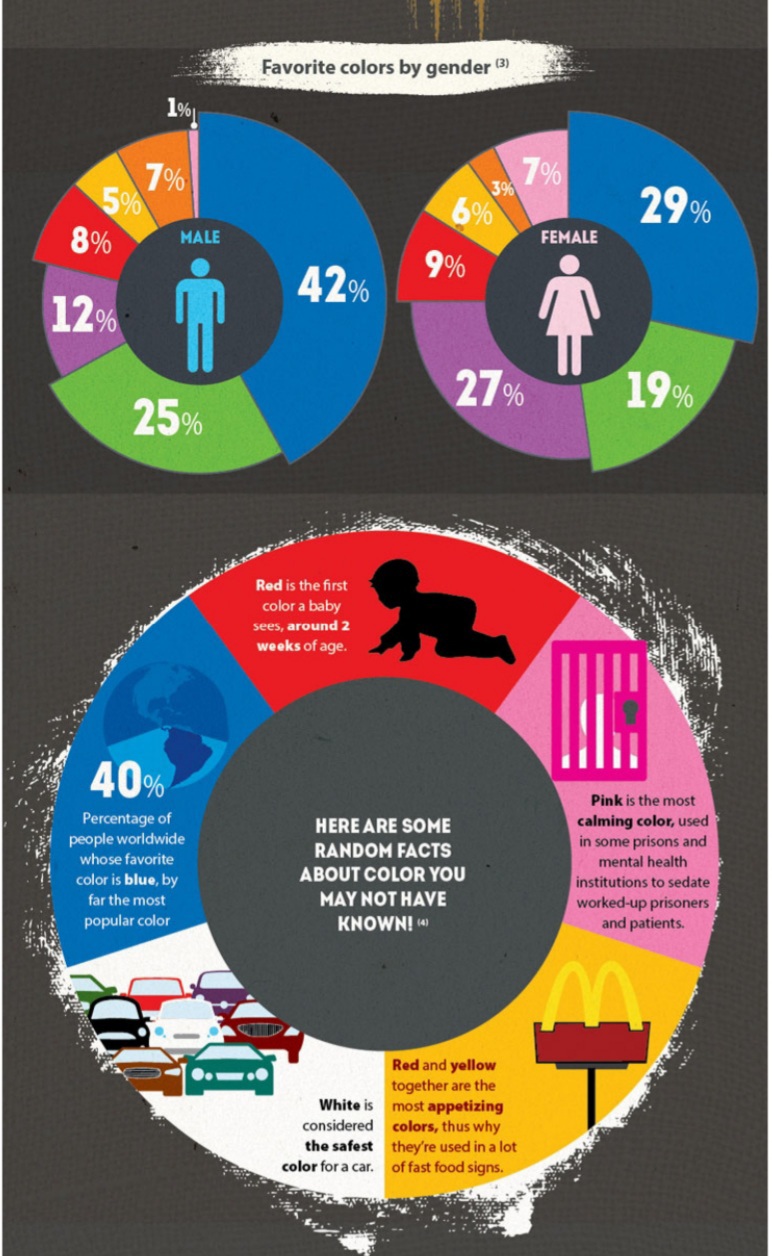 Favorite colors by gender (3)
1%
7%
5%
8%
12%
25%
42%
MALE
7%
3%
6%
9%
27%
19%
29%
FEMALE
Red is the first
color a baby
sees, around 2
weeks of age.
40%
Percentage of
people worldwide
whose favorite
color is blue, by
far the most
popular color
Pink is the most
calming color, used
in some prisons and
mental health
institutions to sedate
worked-up prisoners
and patients.
HERE ARE SOME
RANDOM FACTS
ABOUT COLOR YOU
MAY NOT HAVE
KNOWN! (4)
White is
considered
the safest
color for a car.
Red and yellow
together are the
most appetizing
colors, thus why
they're used in a lot
of fast food signs.